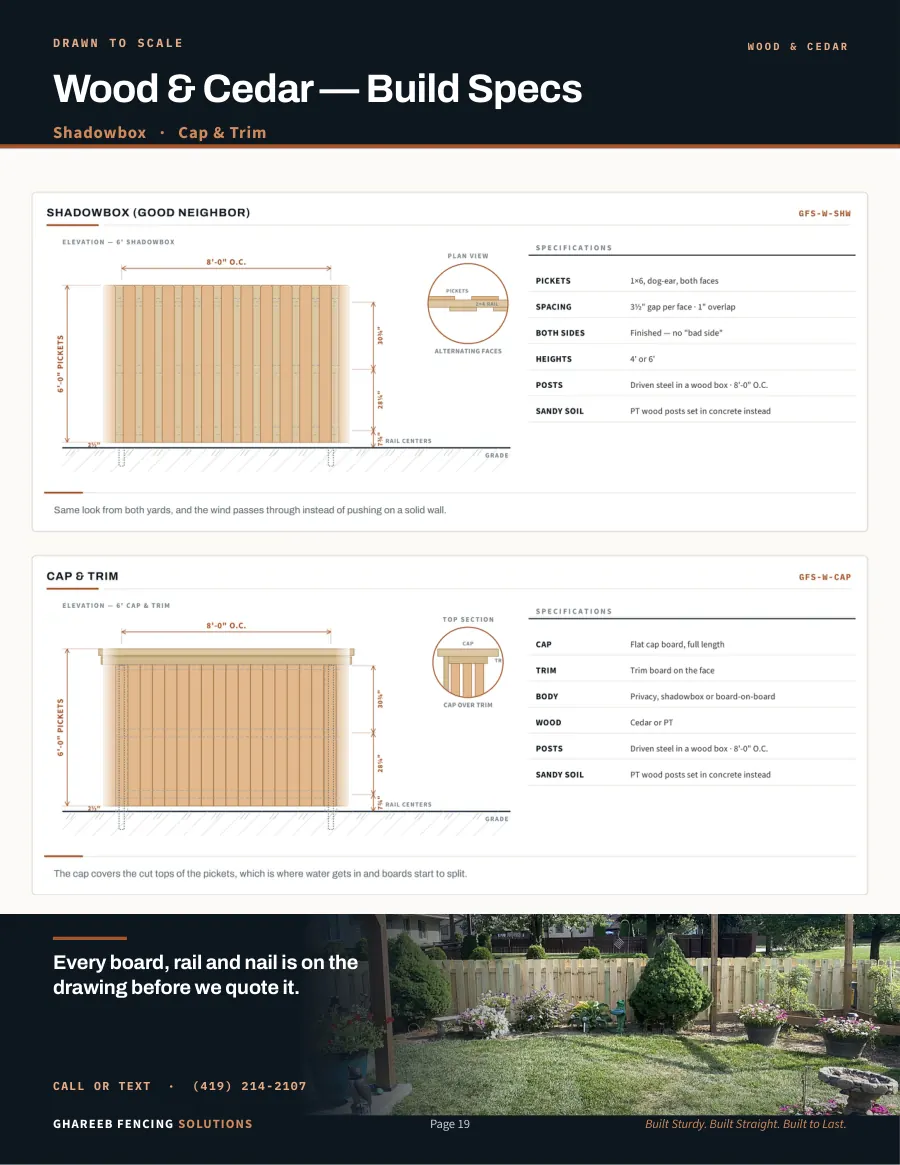 DRAWN TO SCALE
WOOD & CEDAR
Wood & Cedar — Build Specs
Shadowbox · Cap & Trim
SHADOWBOX (GOOD NEIGHBOR)
GFS-W-SHW
ELEVATION — 6' SHADOWBOX
8'-0" O.C.
6'-0" PICKETS
2½"
30¾"
28¼"
7¾"
RAIL CENTERS
GRADE
PLAN VIEW
PICKETS
2×4 RAIL
ALTERNATING FACES
SPECIFICATIONS
PICKETS 1×6, dog-ear, both faces
SPACING 3½" gap per face · 1" overlap
BOTH SIDES Finished — no "bad side"
HEIGHTS 4' or 6'
POSTS Driven steel in a wood box · 8'-0" O.C.
SANDY SOIL PT wood posts set in concrete instead
Same look from both yards, and the wind passes through instead of pushing on a solid wall.
CAP & TRIM
GFS-W-CAP
ELEVATION — 6' CAP & TRIM
8'-0" O.C.
6'-0" PICKETS
2½"
30¾"
28¼"
7¾"
RAIL CENTERS
GRADE
TOP SECTION
CAP
TR
CAP OVER TRIM
SPECIFICATIONS
CAP Flat cap board, full length
TRIM Trim board on the face
BODY Privacy, shadowbox or board-on-board
WOOD Cedar or PT
POSTS Driven steel in a wood box · 8'-0" O.C.
SANDY SOIL PT wood posts set in concrete instead
The cap covers the cut tops of the pickets, which is where water gets in and boards start to split.
Every board, rail and nail is on the
drawing before we quote it.
CALL OR TEXT · (419) 214-2107
GHAREEB FENCING SOLUTIONS
Page 19
Built Sturdy. Built Straight. Built to Last.